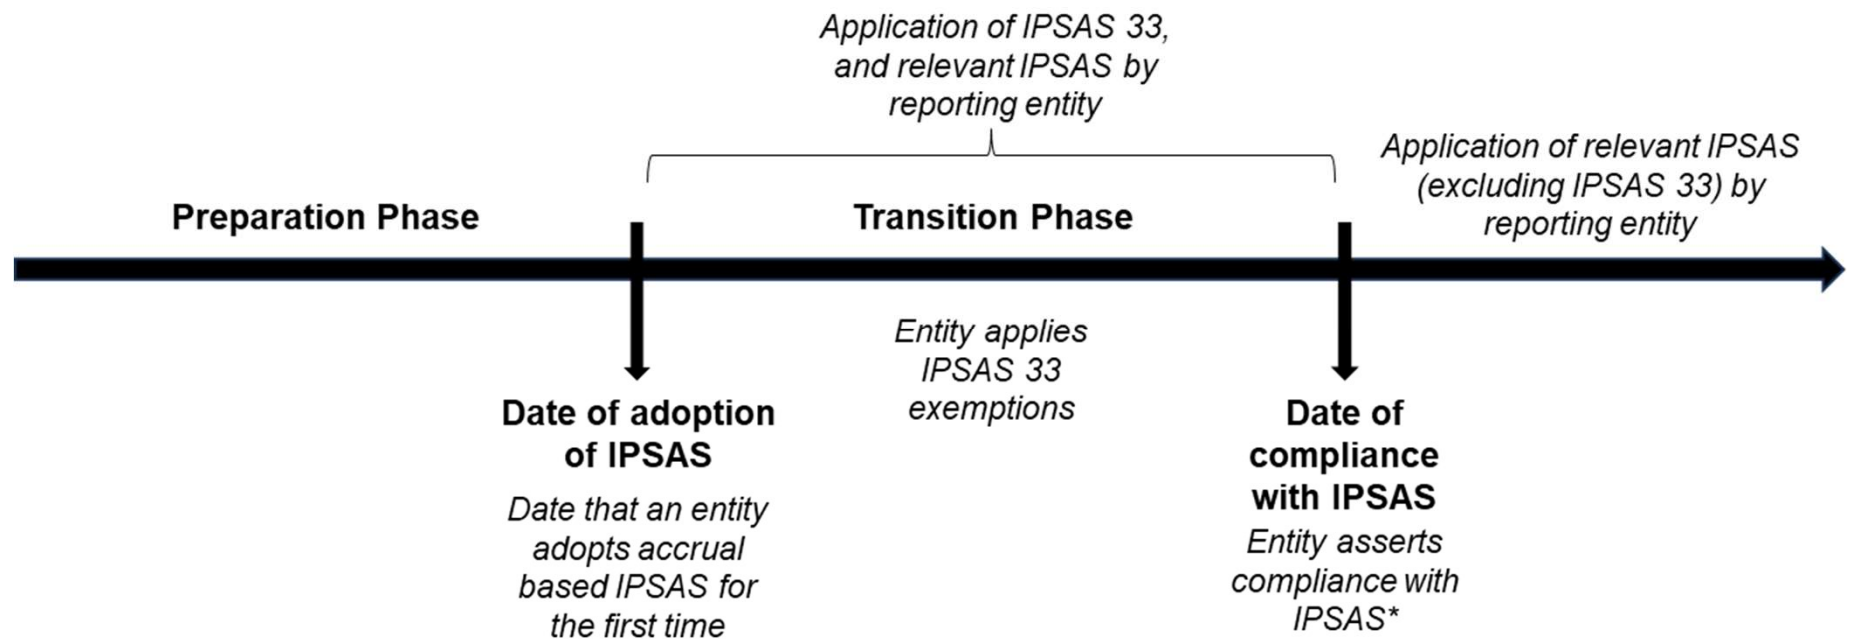 Application of IPSAS 33,
and relevant IPSAS by
reporting entity
Application of relevant IPSAS
(excluding IPSAS 33) by
reporting entity
Preparation Phase
Transition Phase
Entity applies
IPSAS 33
exemptions
Date of adoption
of IPSAS
Date that an entity
adopts accrual
based IPSAS for
the first time
Date of
compliance
with IPSAS
Entity asserts
compliance with
IPSAS*